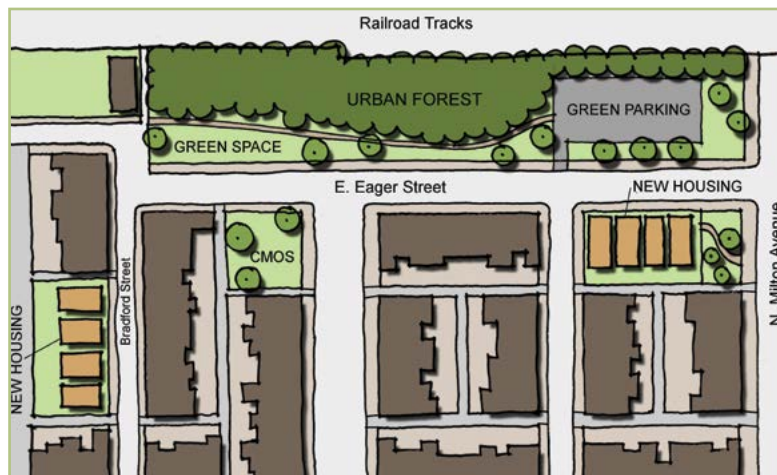 Railroad Tracks
URBAN FOREST
GREEN PARKING
GREEN SPACE
E. Eager Street
NEW HOUSING
CMOS
N. Milton Avenue
Bradford Street
NEW HOUSING